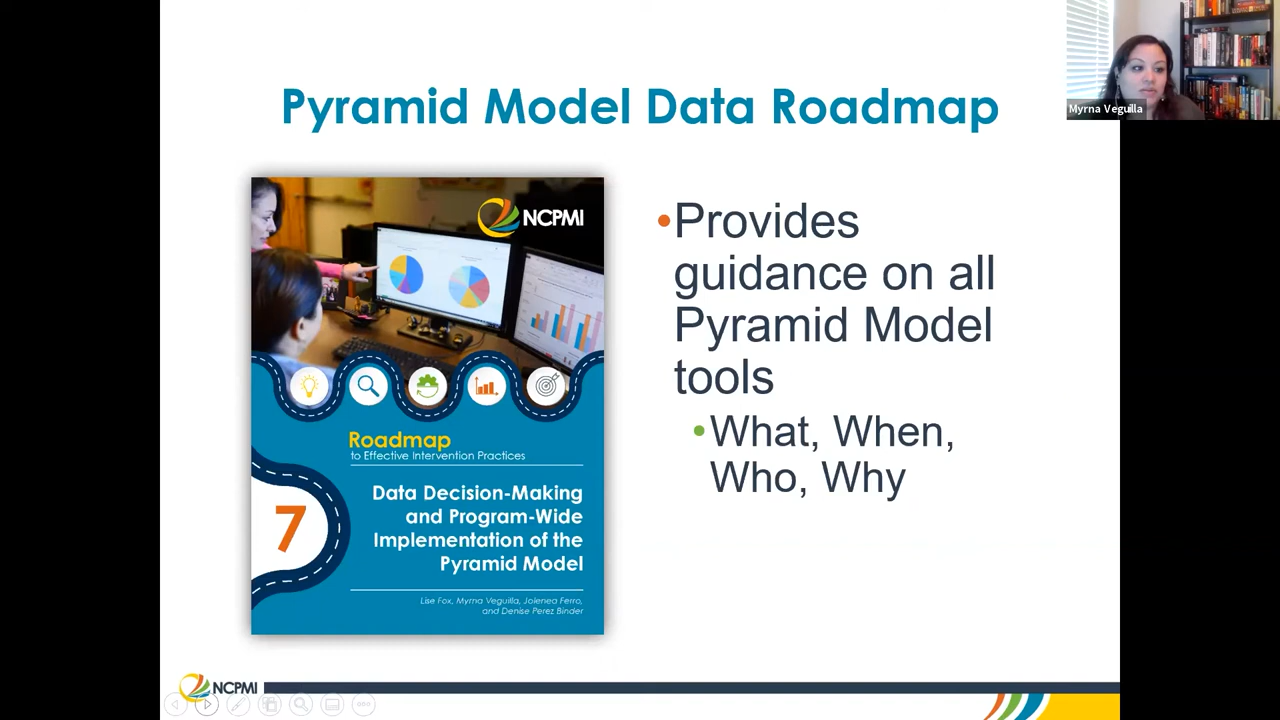 Pyramid Model Data Roadmap
Myrna Veguilla
NCPMI
•Provides
guidance on all
Pyramid Model
tools
•What, When,
Who, Why
Roadmap
to Effective Intervention Practices
7
Data Decision-Making
and Program-Wide
Implementation of the
Pyramid Model
Lise Fox, Myrna Veguilla, Jolenea Ferro,
and Denise Perez Binder
NCPMI